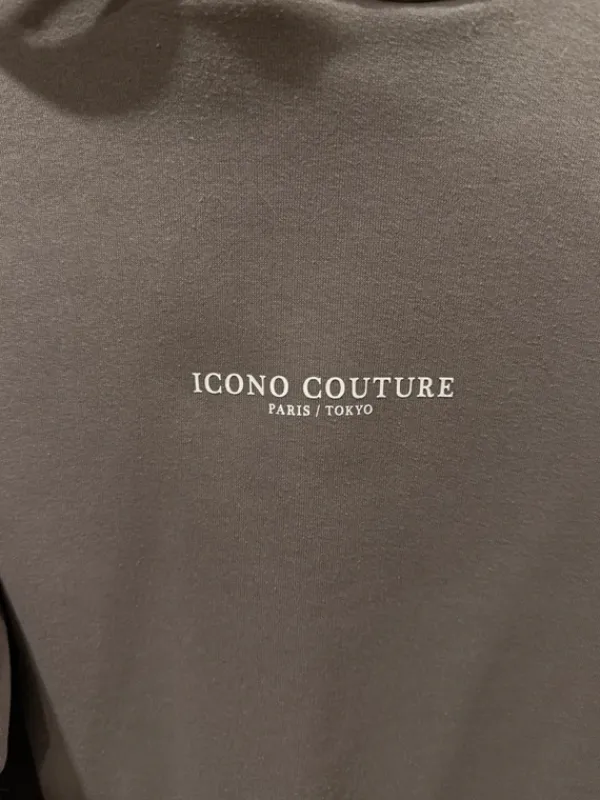 ICONO COUTURE
PARIS / TOKYO